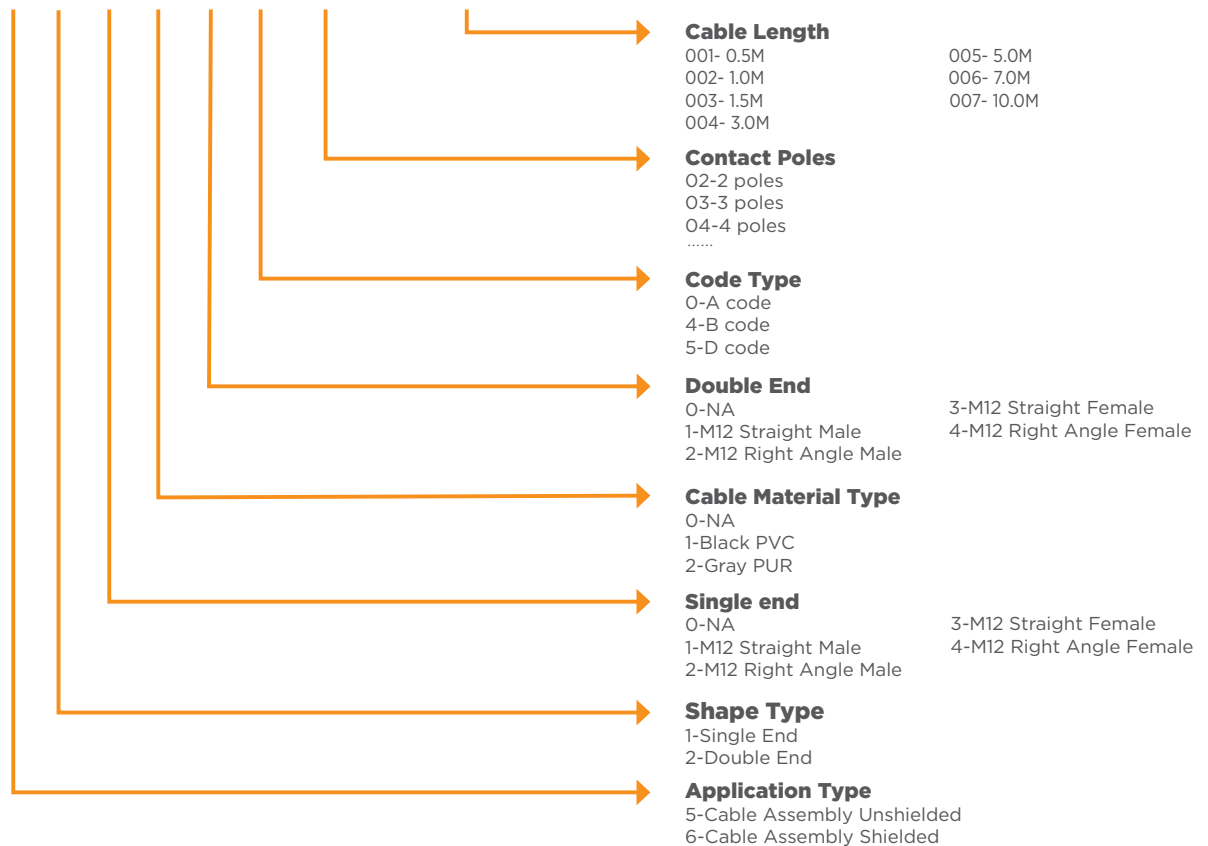 Cable Length
001- 0.5M 005- 5.0M
002- 1.0M 006- 7.0M
003- 1.5M 007- 10.0M
004- 3.0M
Contact Poles
02-2 poles
03-3 poles
04-4 poles
......
Code Type
0-A code
4-B code
5-D code
Double End
0-NA 3-M12 Straight Female
1-M12 Straight Male 4-M12 Right Angle Female
2-M12 Right Angle Male
Cable Material Type
0-NA
1-Black PVC
2-Gray PUR
Single end
0-NA 3-M12 Straight Female
1-M12 Straight Male 4-M12 Right Angle Female
2-M12 Right Angle Male
Shape Type
1-Single End
2-Double End
Application Type
5-Cable Assembly Unshielded
6-Cable Assembly Shielded